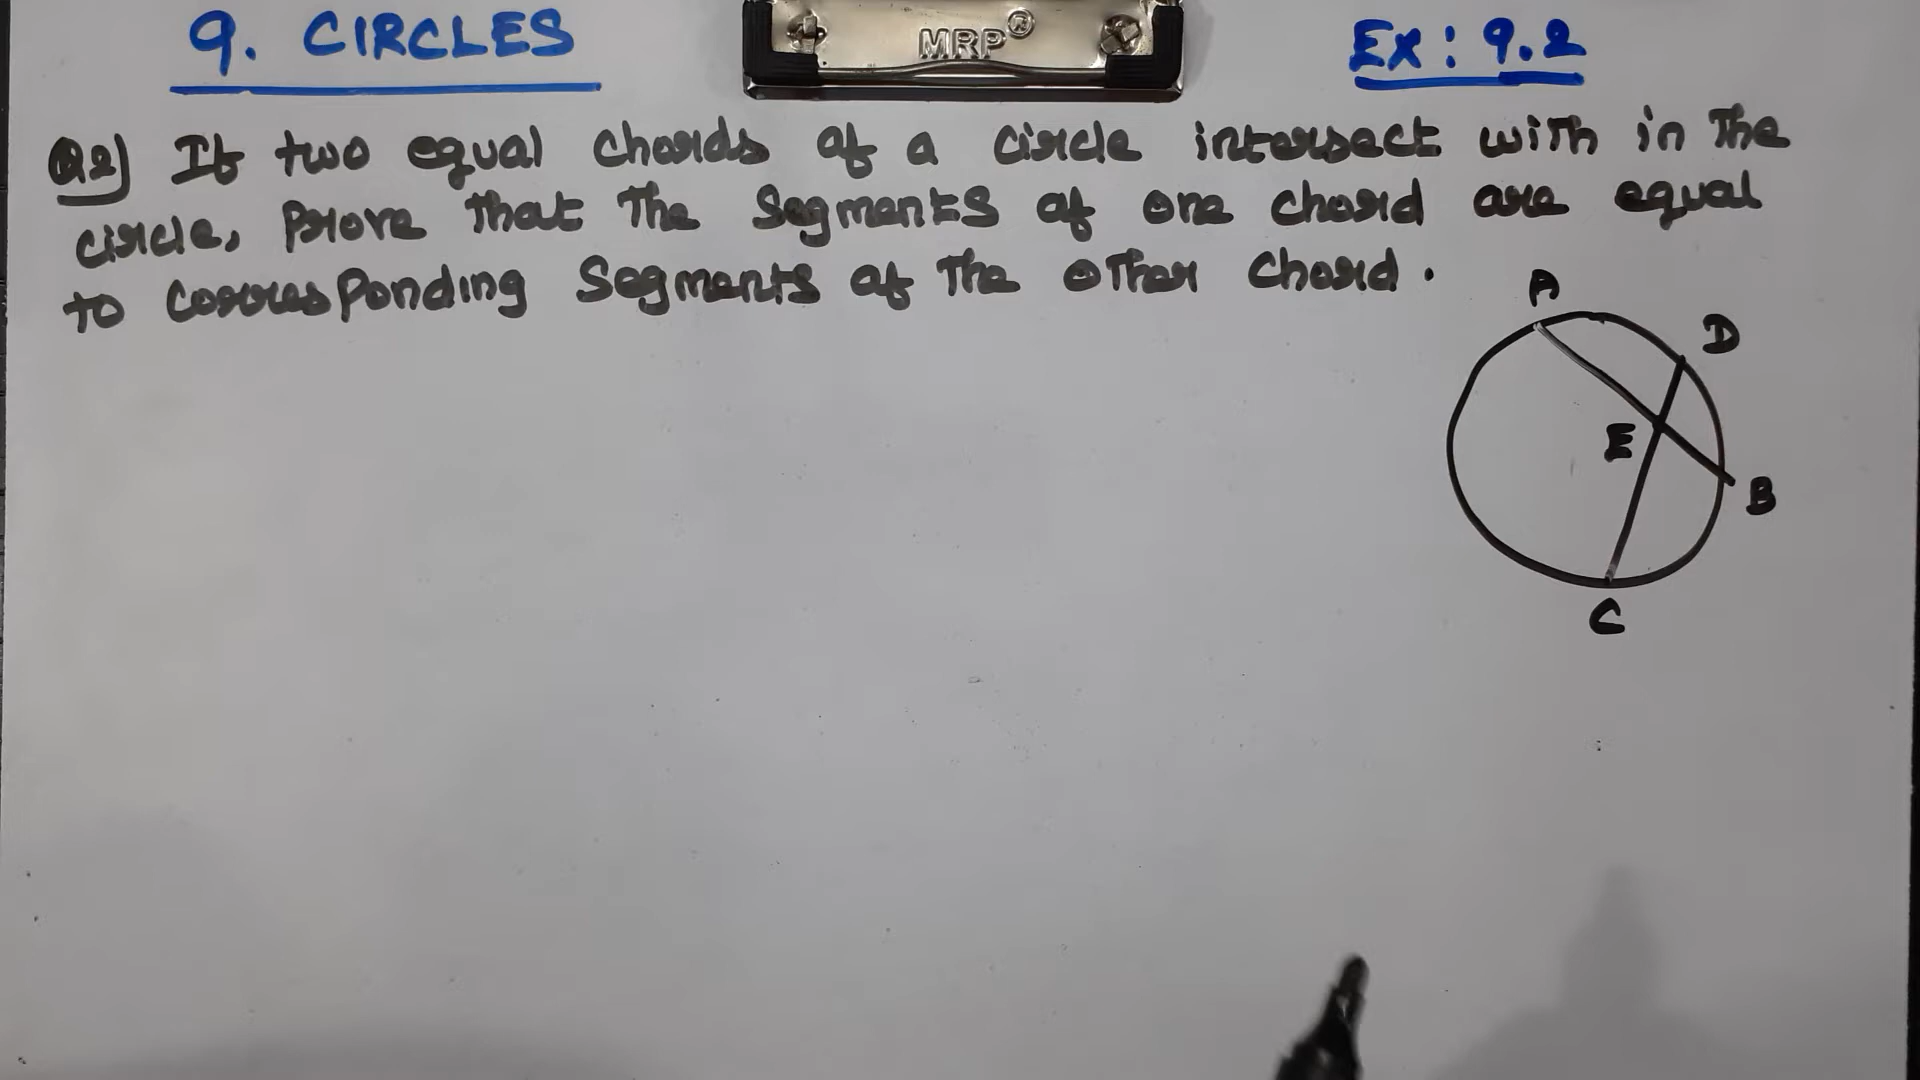 9. CIRCLES
MRP®
Ex: 9.2
Q2) If two equal chords of a circle intersect with in The
circle, Prove that The Segments of one chord are equal
to corresponding Segments of The other chord.
A
D
E
B
C